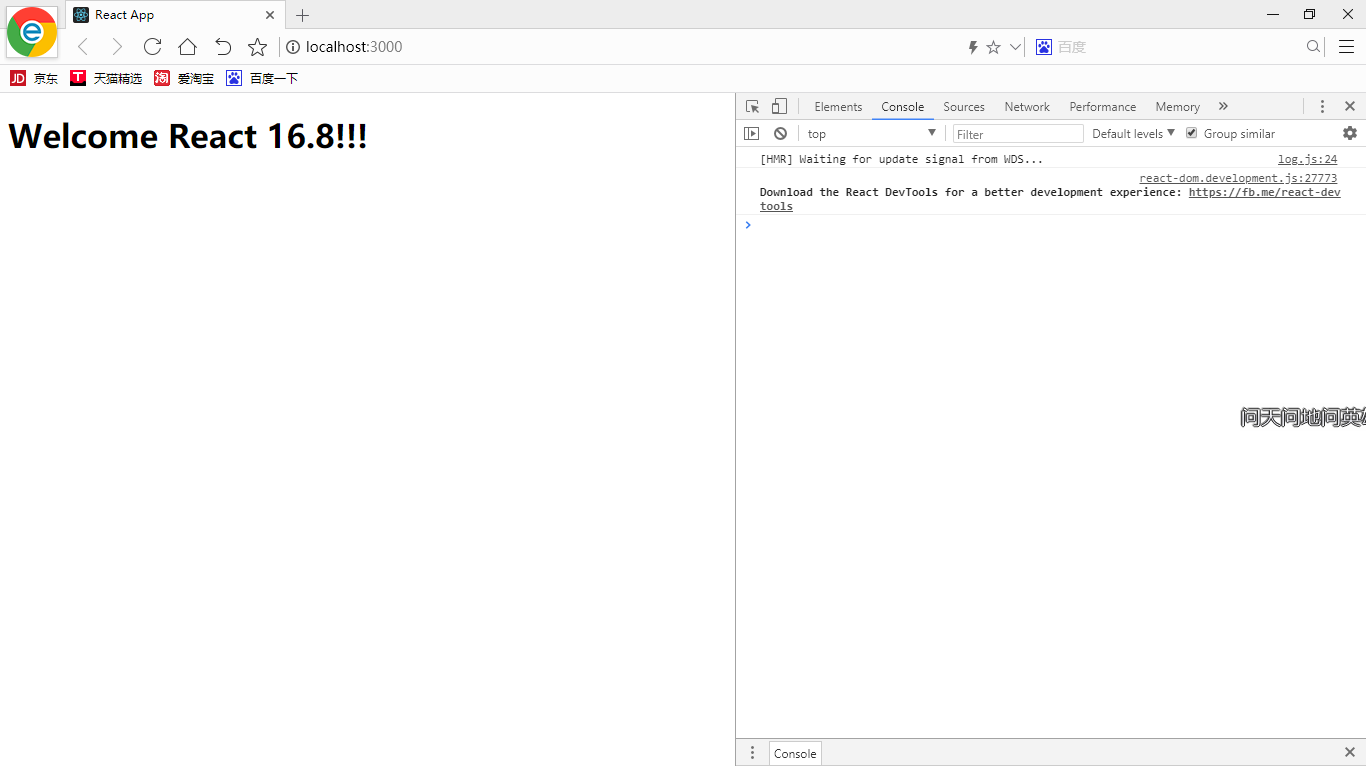 React App
localhost:3000
百度
JD 京东 T 天猫精选 淘 爱淘宝 百度一下
Welcome React 16.8!!!
Elements Console Sources Network Performance Memory »
top Filter Default levels Group similar
[HMR] Waiting for update signal from WDS... log.js:24
react-dom.development.js:27773
Download the React DevTools for a better development experience: https://fb.me/react-dev
tools
问天问地问英
Console